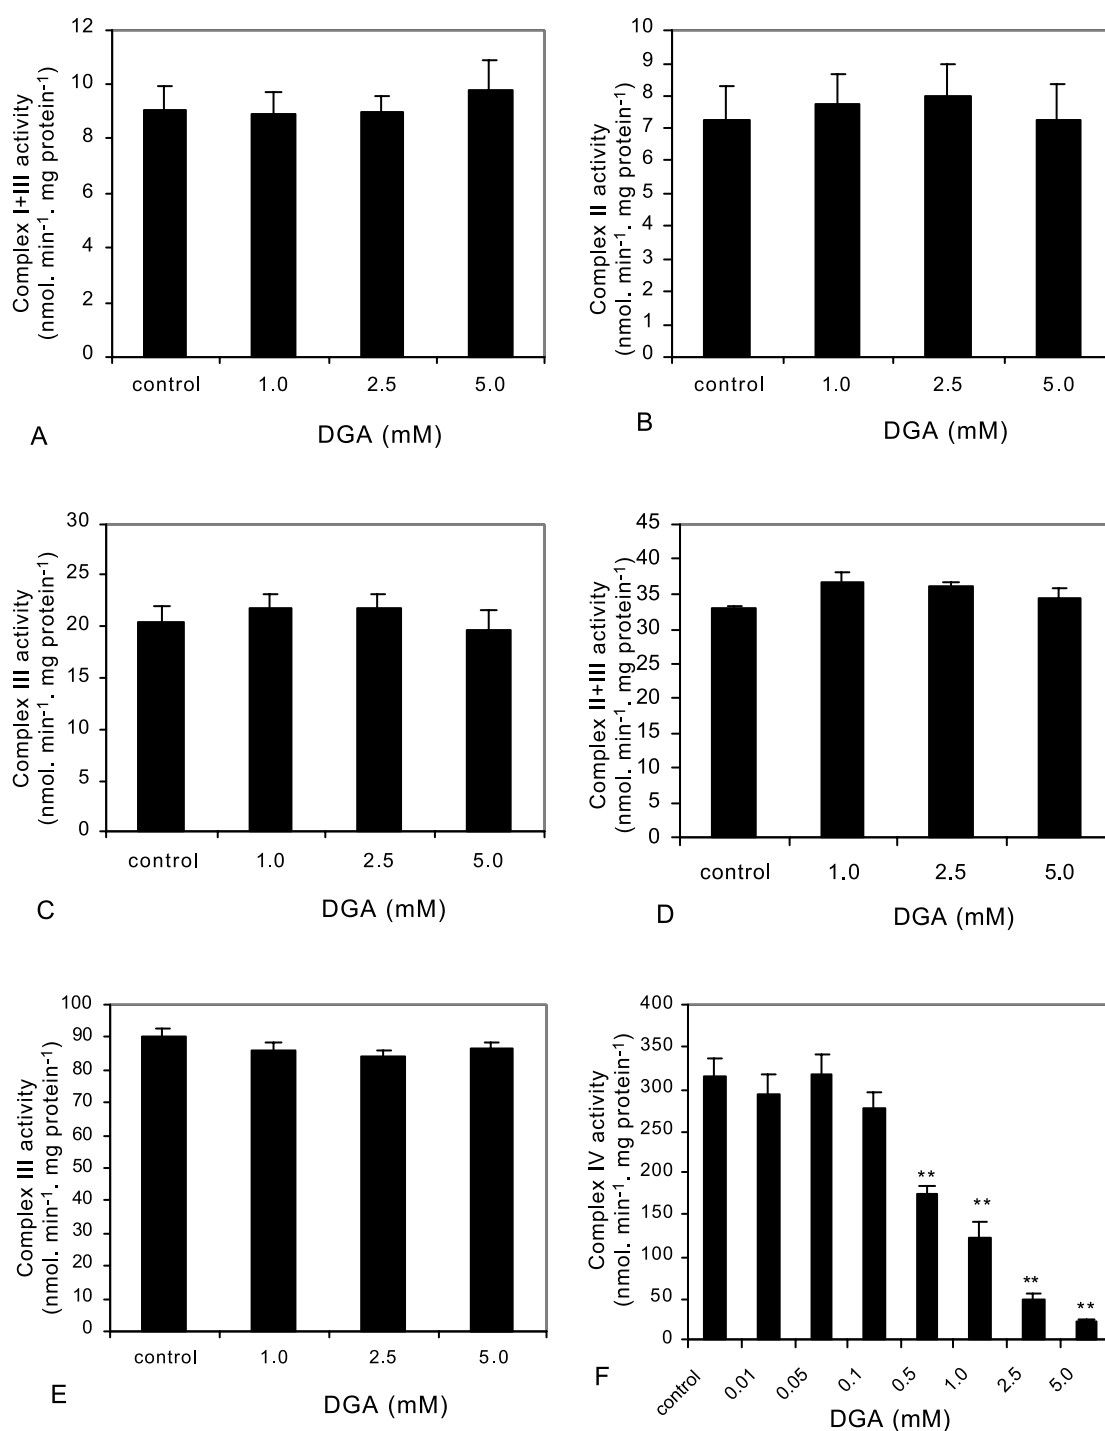 Complex I+III activity
(nmol. min-1. mg protein-1)
12
10
8
6
4
2
0
control 1.0 2.5 5.0
A
DGA (mM)
Complex II activity
(nmol. min-1. mg protein-1)
10
9
8
7
6
5
4
3
2
1
0
control 1.0 2.5 5.0
B
DGA (mM)
Complex III activity
(nmol. min-1. mg protein-1)
30
25
20
15
10
5
0
control 1.0 2.5 5.0
C
DGA (mM)
Complex II+III activity
(nmol. min-1. mg protein-1)
45
40
35
30
25
20
15
10
5
0
control 1.0 2.5 5.0
D
DGA (mM)
Complex III activity
(nmol. min-1. mg protein-1)
100
90
80
70
60
50
40
30
20
10
0
control 1.0 2.5 5.0
E
DGA (mM)
Complex IV activity
(nmol. min-1. mg protein-1)
400
350
300
250
200
150
100
50
0
**
**
**
**
control 0.01 0.05 0.1 0.5 1.0 2.5 5.0
F
DGA (mM)